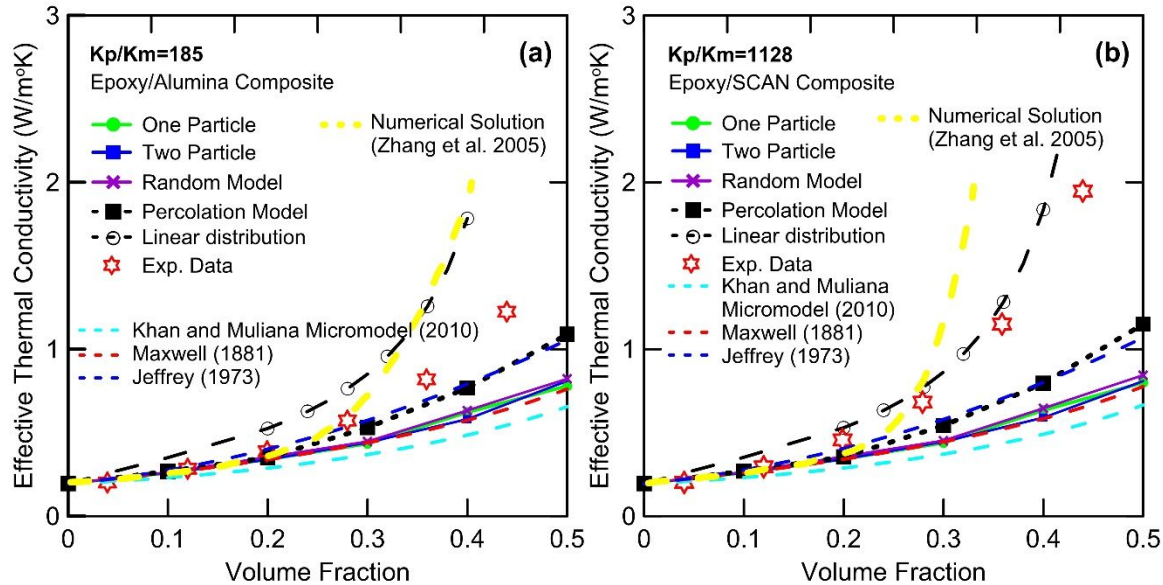 Effective Thermal Conductivity (W/m°K)
3
2
1
0
Kp/Km=185
(a)
Epoxy/Alumina Composite
One Particle
Two Particle
Random Model
Percolation Model
Linear distribution
Exp. Data
Numerical Solution
(Zhang et al. 2005)
Khan and Muliana Micromodel (2010)
Maxwell (1881)
Jeffrey (1973)
0 0.1 0.2 0.3 0.4 0.5
Volume Fraction
Effective Thermal Conductivity (W/m°K)
3
2
1
0
Kp/Km=1128
(b)
Epoxy/SCAN Composite
One Particle
Two Particle
Random Model
Percolation Model
Linear distribution
Exp. Data
Numerical Solution
(Zhang et al. 2005)
Khan and Muliana
Micromodel (2010)
Maxwell (1881)
Jeffrey (1973)
0 0.1 0.2 0.3 0.4 0.5
Volume Fraction